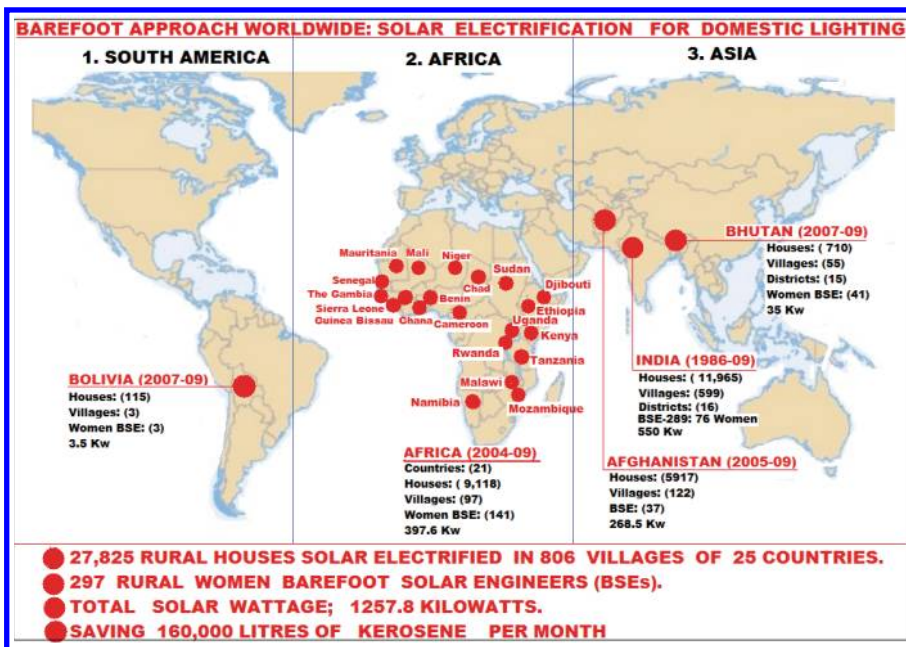 BAREFOOT APPROACH WORLDWIDE: SOLAR ELECTRIFICATION FOR DOMESTIC LIGHTING
1. SOUTH AMERICA
2. AFRICA
3. ASIA
BOLIVIA (2007-09)
Houses: (115)
Villages: (3)
Women BSE: (3)
3.5 Kw
Mauritania
Mali
Niger
Senegal
Chad
Sudan
Djibouti
The Gambia
Benin
Ethiopia
Sierra Leone
Guinea Bissau
Ghana
Cameroon
Uganda
Kenya
Rwanda
Tanzania
Malawi
Mozambique
Namibia
AFRICA (2004-09)
Countries: (21)
Houses: ( 9,118)
Villages: (97)
Women BSE: (141)
397.6 Kw
BHUTAN (2007-09)
Houses: ( 710)
Villages: (55)
Districts: (15)
Women BSE: (41)
35 Kw
INDIA (1986-09)
Houses: ( 11,965)
Villages: (599)
Districts: (16)
BSE-289: 76 Women
550 Kw
AFGHANISTAN (2005-09)
Houses: (5917)
Villages: (122)
BSE: (37)
268.5 Kw
27,825 RURAL HOUSES SOLAR ELECTRIFIED IN 806 VILLAGES OF 25 COUNTRIES.
297 RURAL WOMEN BAREFOOT SOLAR ENGINEERS (BSEs).
TOTAL SOLAR WATTAGE; 1257.8 KILOWATTS.
SAVING 160,000 LITRES OF KEROSENE PER MONTH